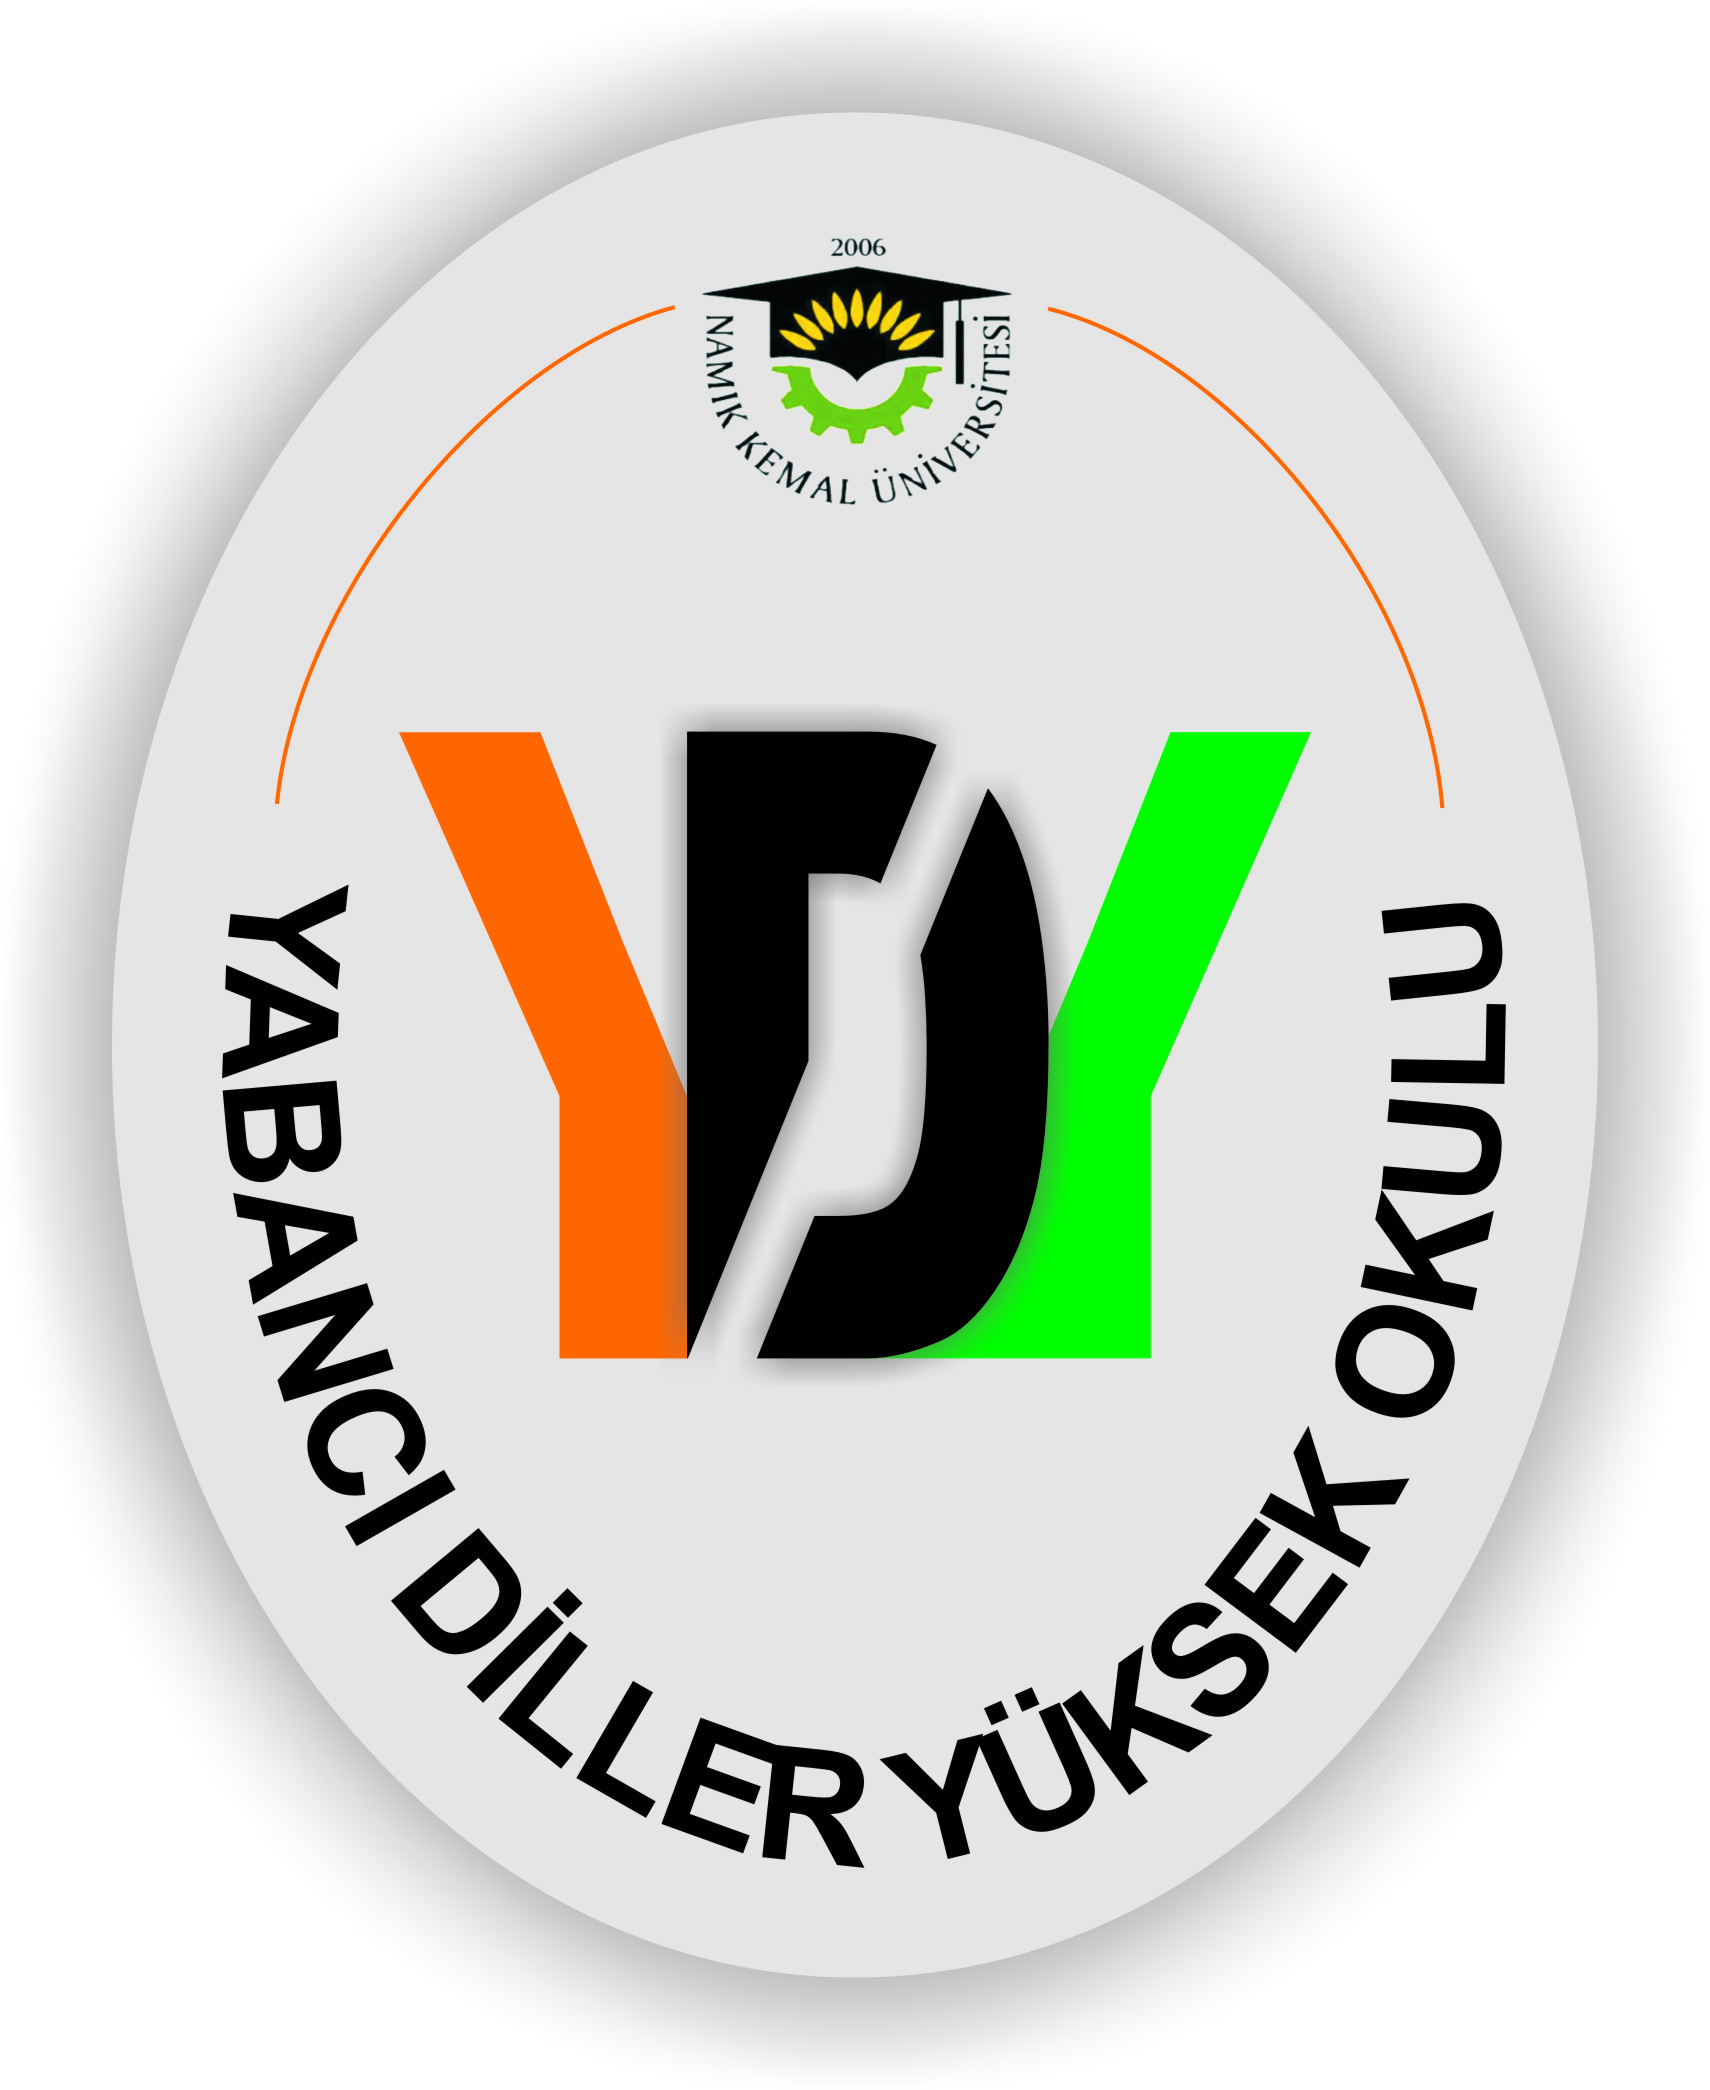 2006
NAMIK KEMAL ÜNİVERSİTESİ
YDY
YABANCI DİLLER YÜKSEK OKULU